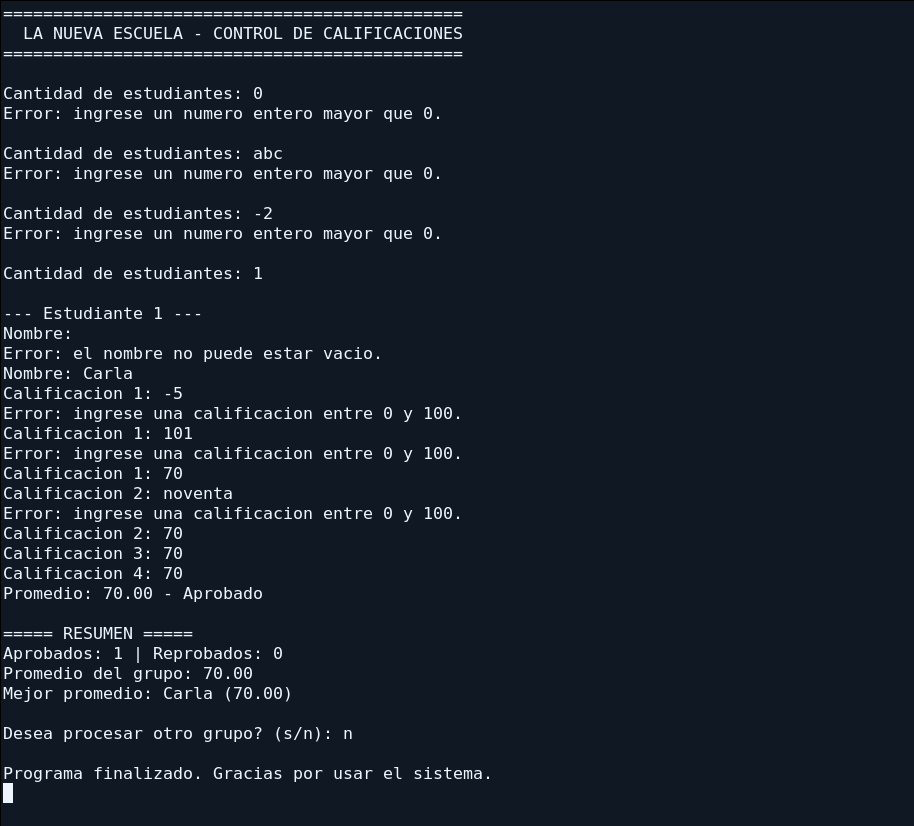 ==============================================
  LA NUEVA ESCUELA - CONTROL DE CALIFICACIONES
==============================================

Cantidad de estudiantes: 0
Error: ingrese un numero entero mayor que 0.

Cantidad de estudiantes: abc
Error: ingrese un numero entero mayor que 0.

Cantidad de estudiantes: -2
Error: ingrese un numero entero mayor que 0.

Cantidad de estudiantes: 1

--- Estudiante 1 ---
Nombre:
Error: el nombre no puede estar vacio.
Nombre: Carla
Calificacion 1: -5
Error: ingrese una calificacion entre 0 y 100.
Calificacion 1: 101
Error: ingrese una calificacion entre 0 y 100.
Calificacion 1: 70
Calificacion 2: noventa
Error: ingrese una calificacion entre 0 y 100.
Calificacion 2: 70
Calificacion 3: 70
Calificacion 4: 70
Promedio: 70.00 - Aprobado

===== RESUMEN =====
Aprobados: 1 | Reprobados: 0
Promedio del grupo: 70.00
Mejor promedio: Carla (70.00)

Desea procesar otro grupo? (s/n): n

Programa finalizado. Gracias por usar el sistema.